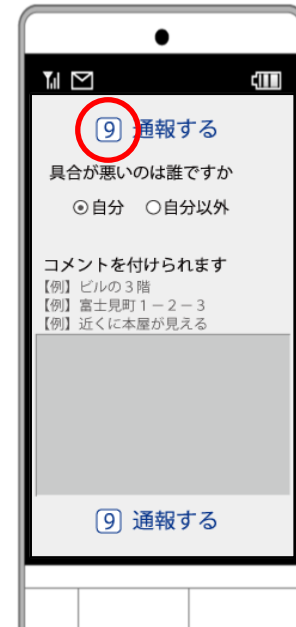 9 通報する
具合が悪いのは誰ですか
◉自分 ○自分以外
コメントを付けられます
【例】ビルの3階
【例】富士見町1-2-3
【例】近くに本屋が見える
9 通報する